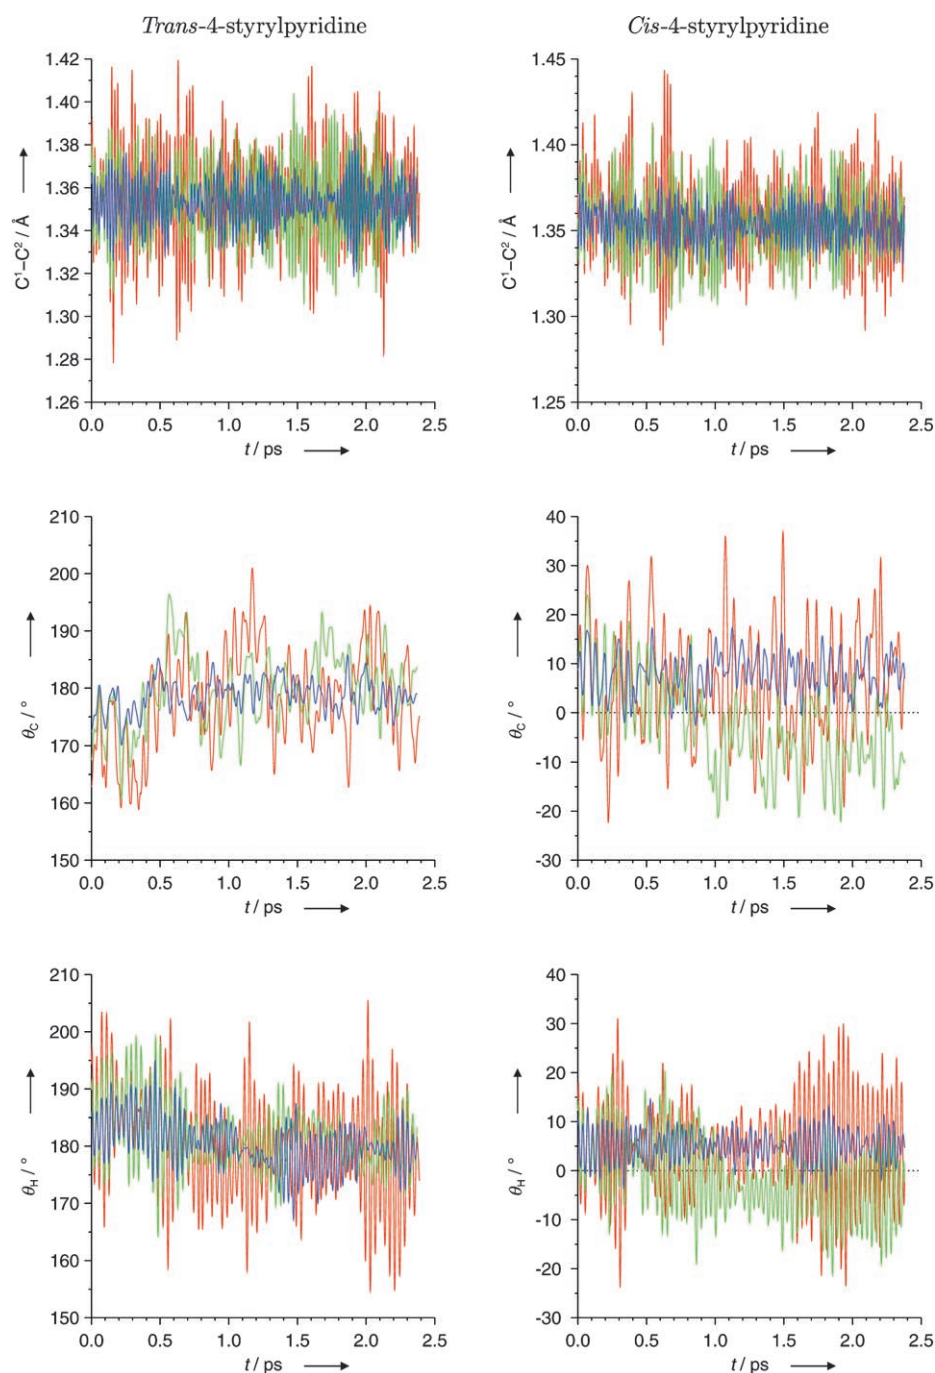 Trans-4-styrylpyridine
Cis-4-styrylpyridine
1.42
1.40
1.38
1.36
1.34
1.32
1.30
1.28
1.26
C¹–C² / Å
0.0 0.5 1.0 1.5 2.0 2.5
t / ps
1.45
1.40
1.35
1.30
1.25
C¹–C² / Å
0.0 0.5 1.0 1.5 2.0 2.5
t / ps
210
200
190
180
170
160
150
θC / °
0.0 0.5 1.0 1.5 2.0 2.5
t / ps
40
30
20
10
0
-10
-20
-30
θC / °
0.0 0.5 1.0 1.5 2.0 2.5
t / ps
210
200
190
180
170
160
150
θH / °
0.0 0.5 1.0 1.5 2.0 2.5
t / ps
40
30
20
10
0
-10
-20
-30
θH / °
0.0 0.5 1.0 1.5 2.0 2.5
t / ps